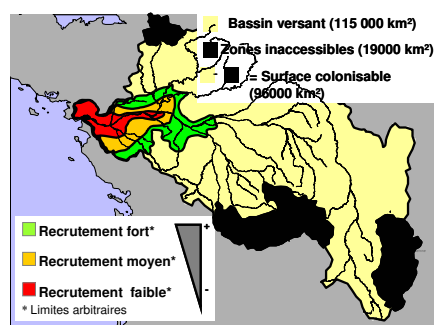 Bassin versant (115 000 km²)
Zones inaccessibles (19000 km²)
- = Surface colonisable
(96000 km²)
Recrutement fort*
Recrutement moyen*
Recrutement faible*
* Limites arbitraires
+
-